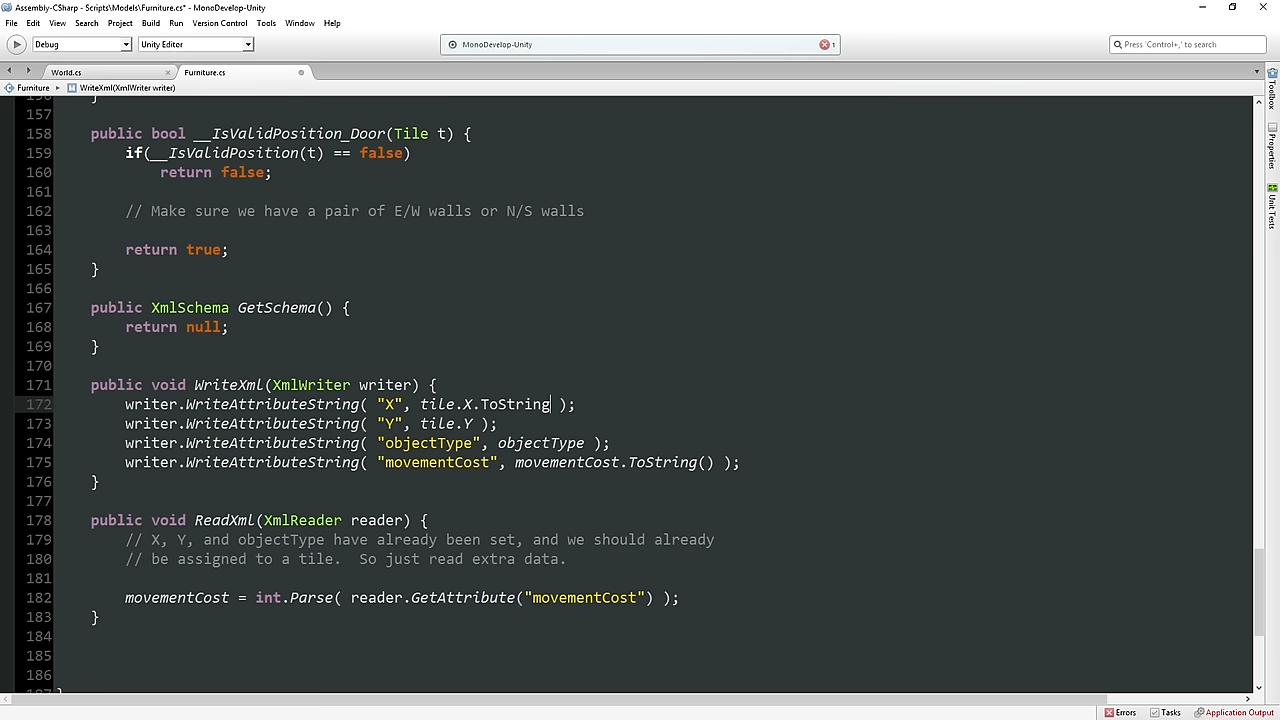 Assembly-CSharp - Scripts\Models\Furniture.cs* - MonoDevelop-Unity
File Edit View Search Project Build Run Version Control Tools Window Help
Debug Unity Editor MonoDevelop-Unity 1 Press 'Control+,' to search
World.cs Furniture.cs
Furniture WriteXml(XmlWriter writer)
Toolbox
Properties
Unit Tests
156 }
157
158 public bool __IsValidPosition_Door(Tile t) {
159 if(__IsValidPosition(t) == false)
160 return false;
161
162 // Make sure we have a pair of E/W walls or N/S walls
163
164 return true;
165 }
166
167 public XmlSchema GetSchema() {
168 return null;
169 }
170
171 public void WriteXml(XmlWriter writer) {
172 writer.WriteAttributeString( "X", tile.X.ToString );
173 writer.WriteAttributeString( "Y", tile.Y );
174 writer.WriteAttributeString( "objectType", objectType );
175 writer.WriteAttributeString( "movementCost", movementCost.ToString() );
176 }
177
178 public void ReadXml(XmlReader reader) {
179 // X, Y, and objectType have already been set, and we should already
180 // be assigned to a tile.  So just read extra data.
181
182 movementCost = int.Parse( reader.GetAttribute("movementCost") );
183 }
184
185
186
187 }
Errors Tasks Application Output